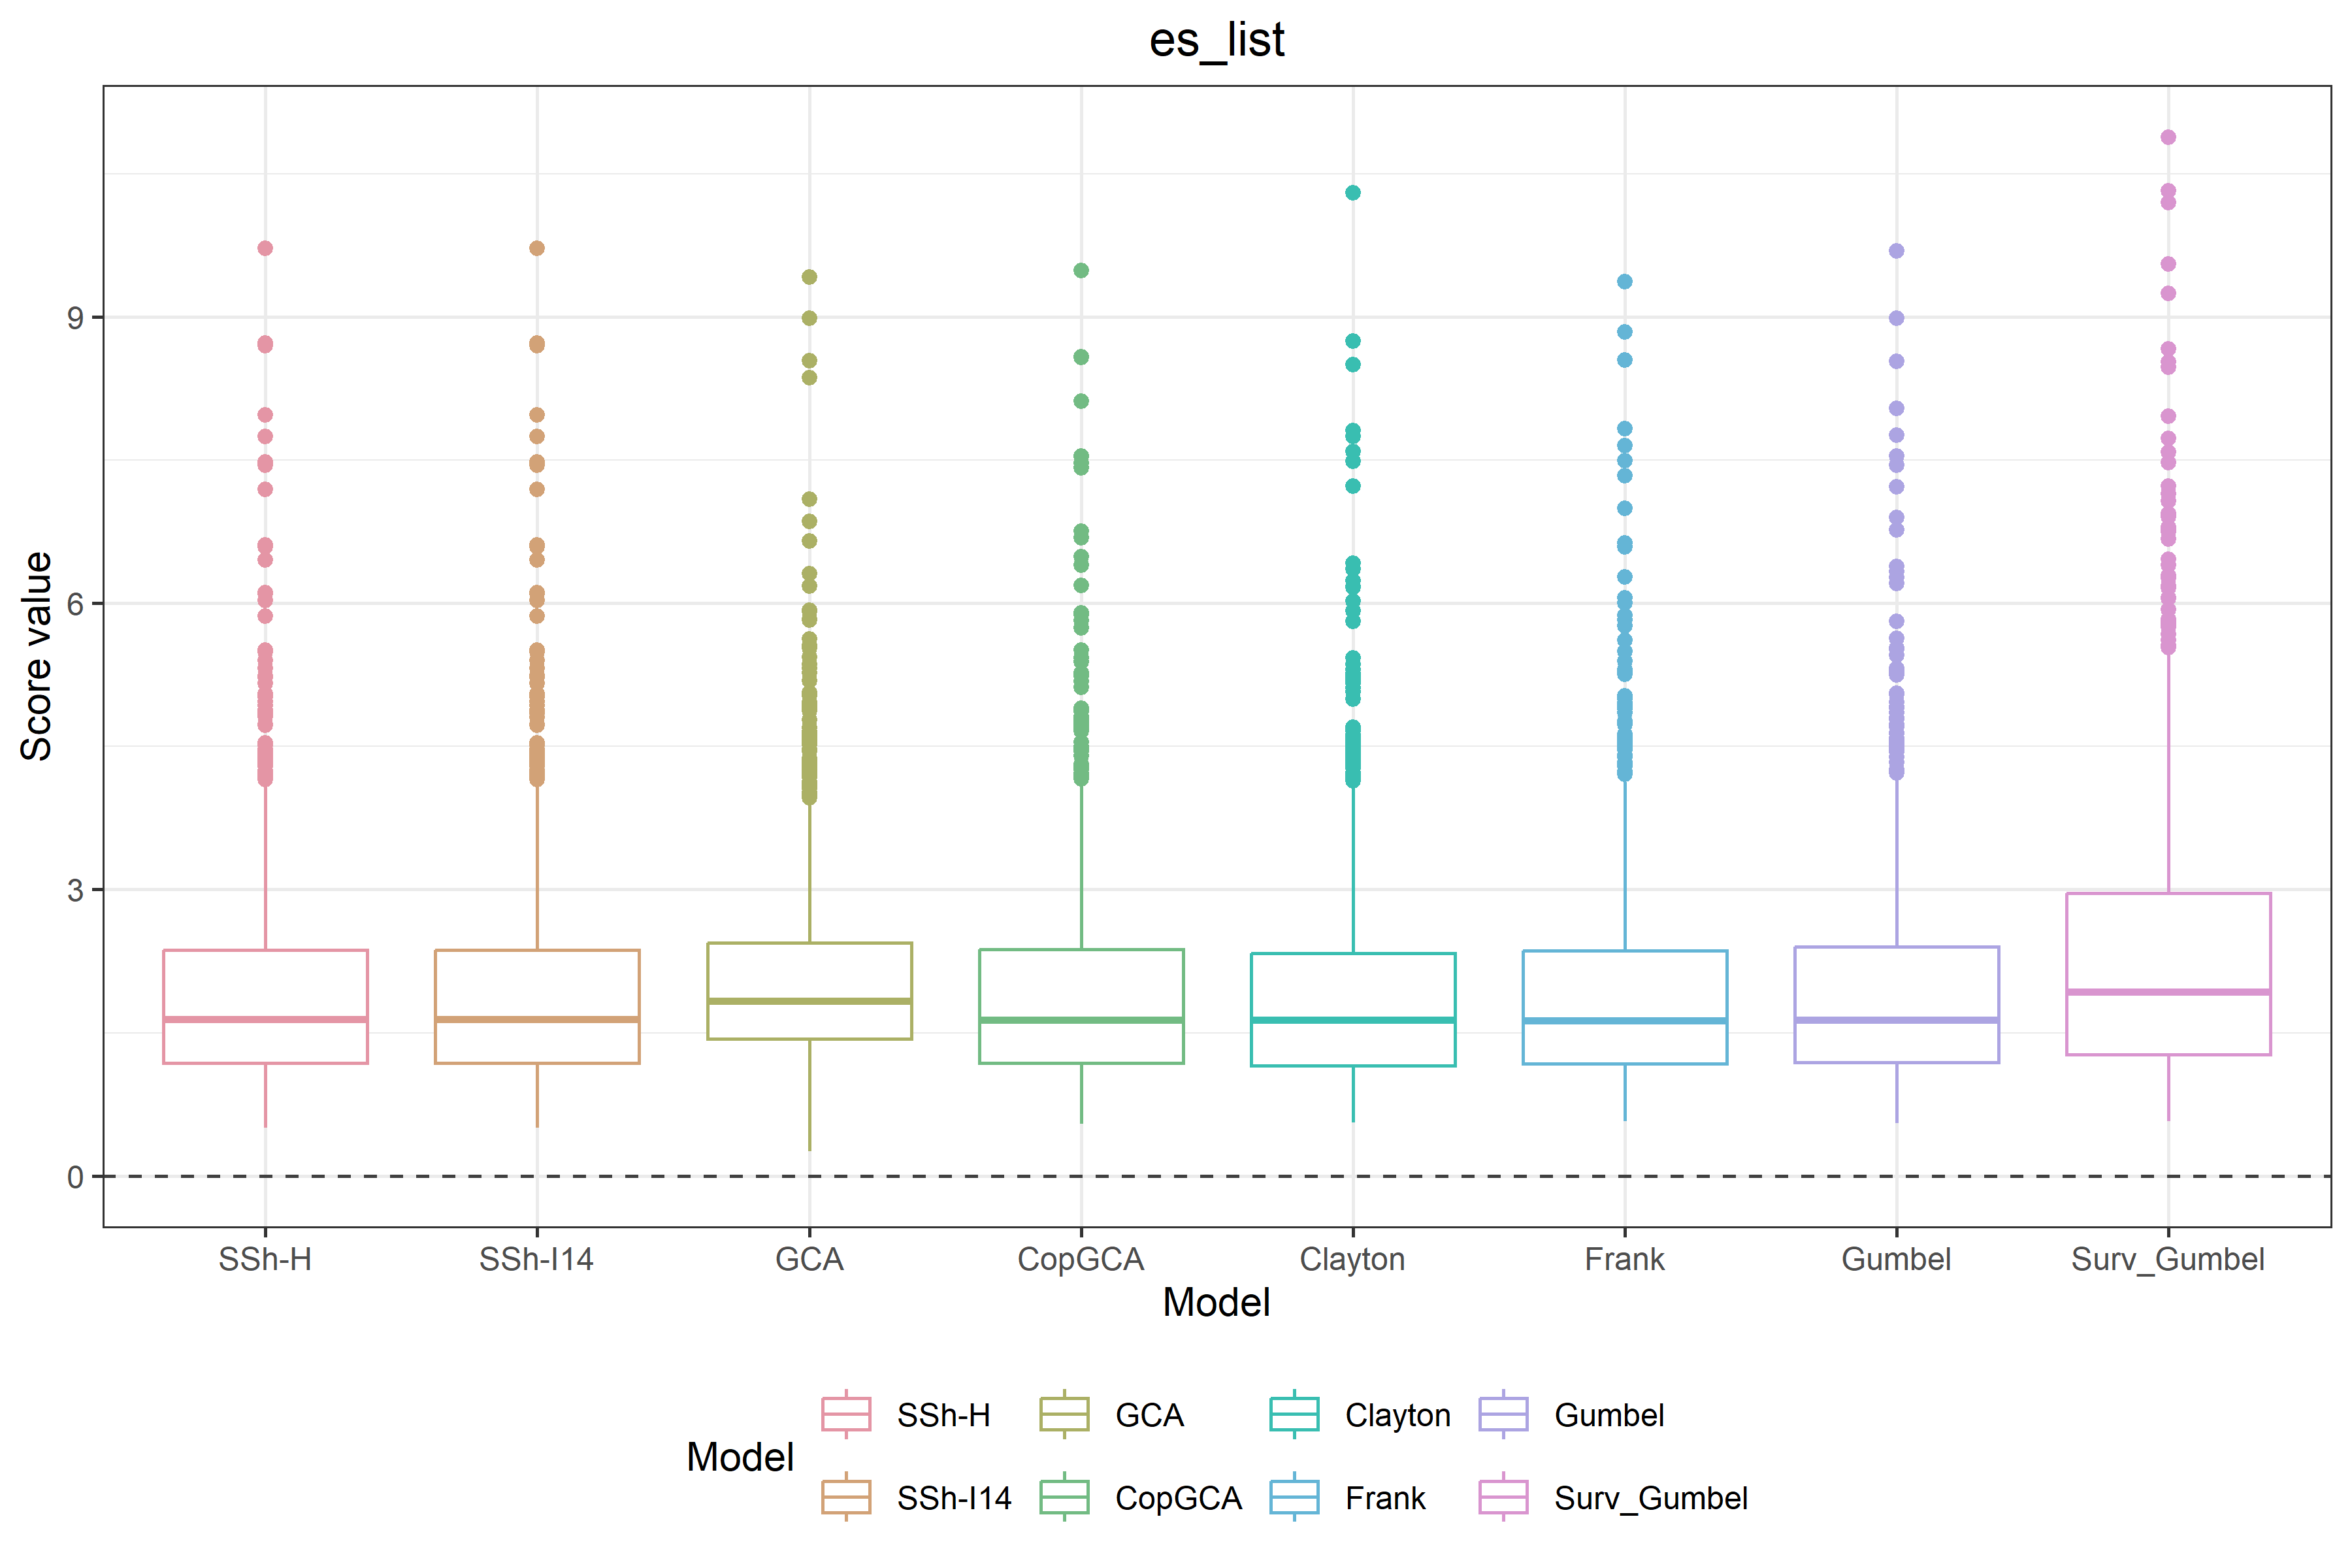 es_list
Score value
9
6
3
0
SSh-H SSh-I14 GCA CopGCA Clayton Frank Gumbel Surv_Gumbel
Model
Model
SSh-H GCA Clayton Gumbel
SSh-I14 CopGCA Frank Surv_Gumbel